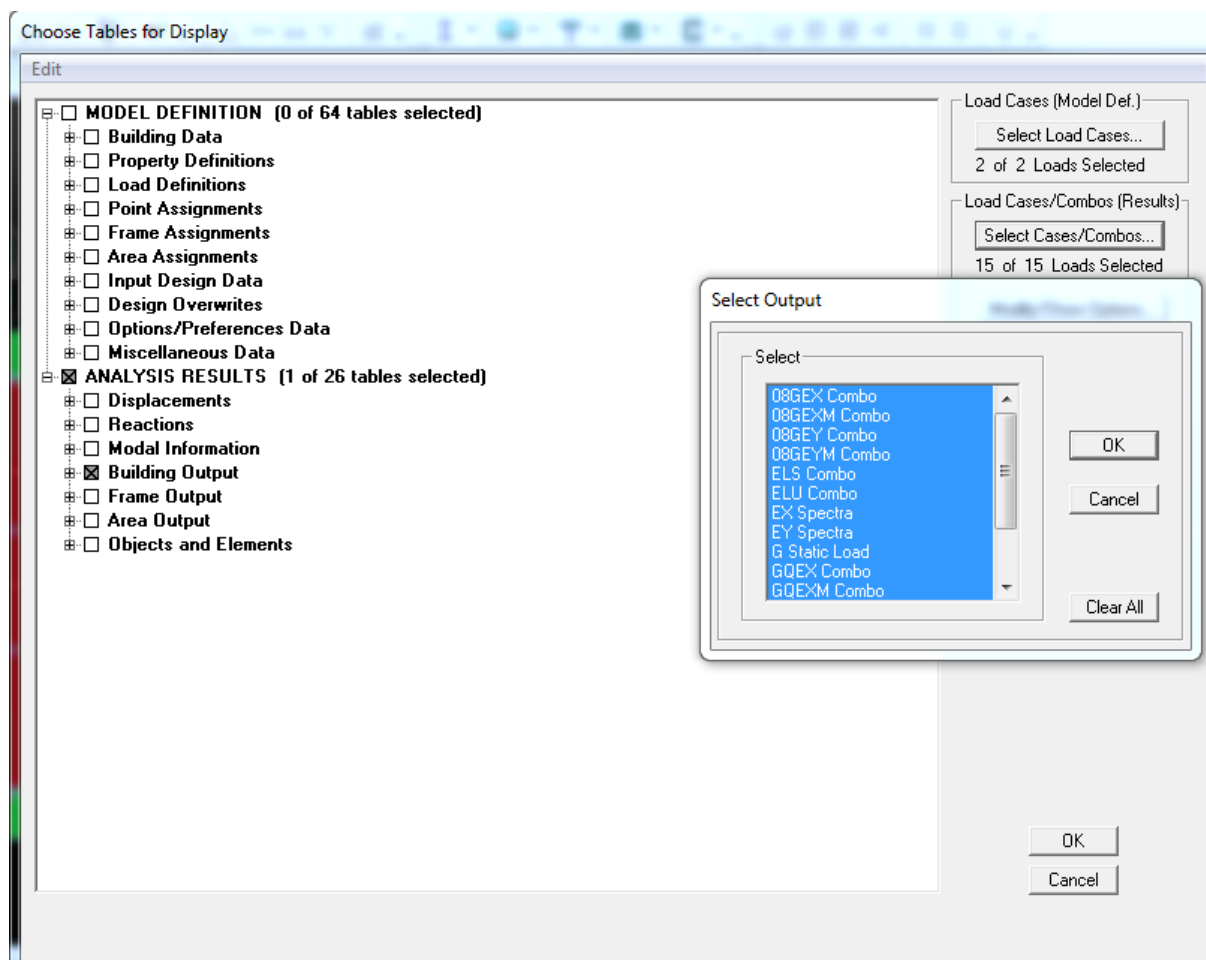 Choose Tables for Display
Edit
MODEL DEFINITION (0 of 64 tables selected)
Building Data
Property Definitions
Load Definitions
Point Assignments
Frame Assignments
Area Assignments
Input Design Data
Design Overwrites
Options/Preferences Data
Miscellaneous Data
ANALYSIS RESULTS (1 of 26 tables selected)
Displacements
Reactions
Modal Information
Building Output
Frame Output
Area Output
Objects and Elements
Load Cases (Model Def.)
Select Load Cases...
2 of 2 Loads Selected
Load Cases/Combos (Results)
Select Cases/Combos...
15 of 15 Loads Selected
Select Output
Select
08GEX Combo
08GEXM Combo
08GEY Combo
08GEYM Combo
ELS Combo
ELU Combo
EX Spectra
EY Spectra
G Static Load
GQEX Combo
GQEXM Combo
OK
Cancel
Clear All
OK
Cancel